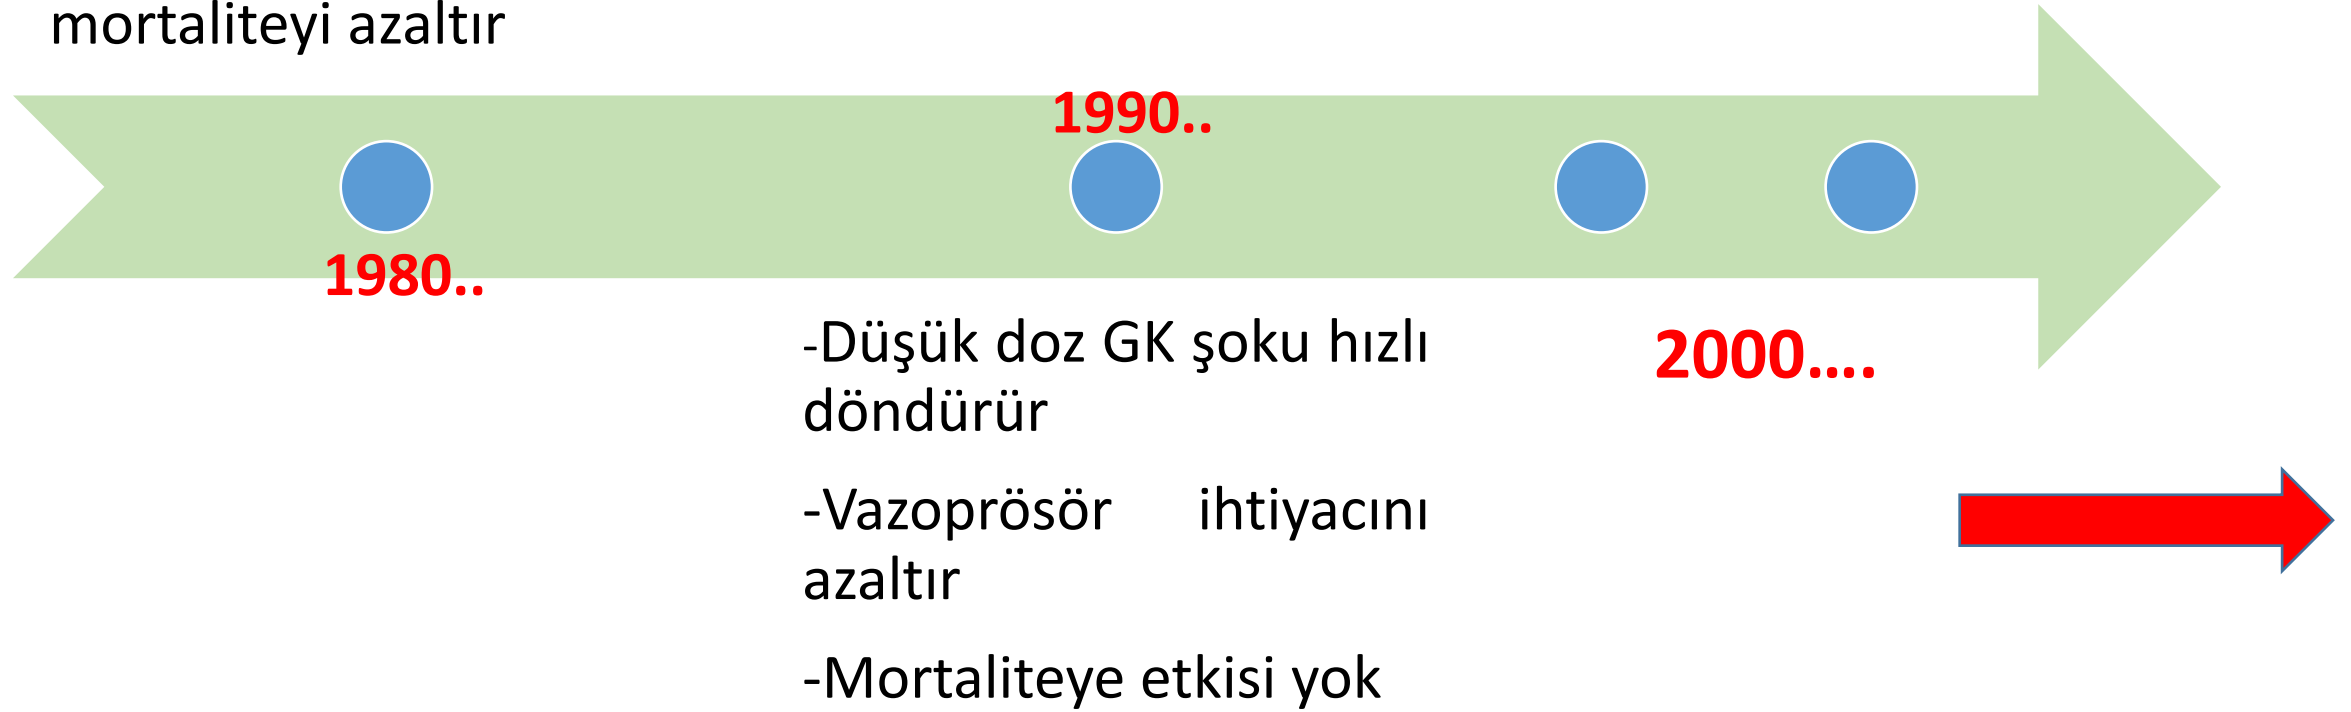 mortaliteyi azaltır
1990..
1980..
-Düşük doz GK şoku hızlı
döndürür
2000....
-Vazoprösör ihtiyacını
azaltır
-Mortaliteye etkisi yok